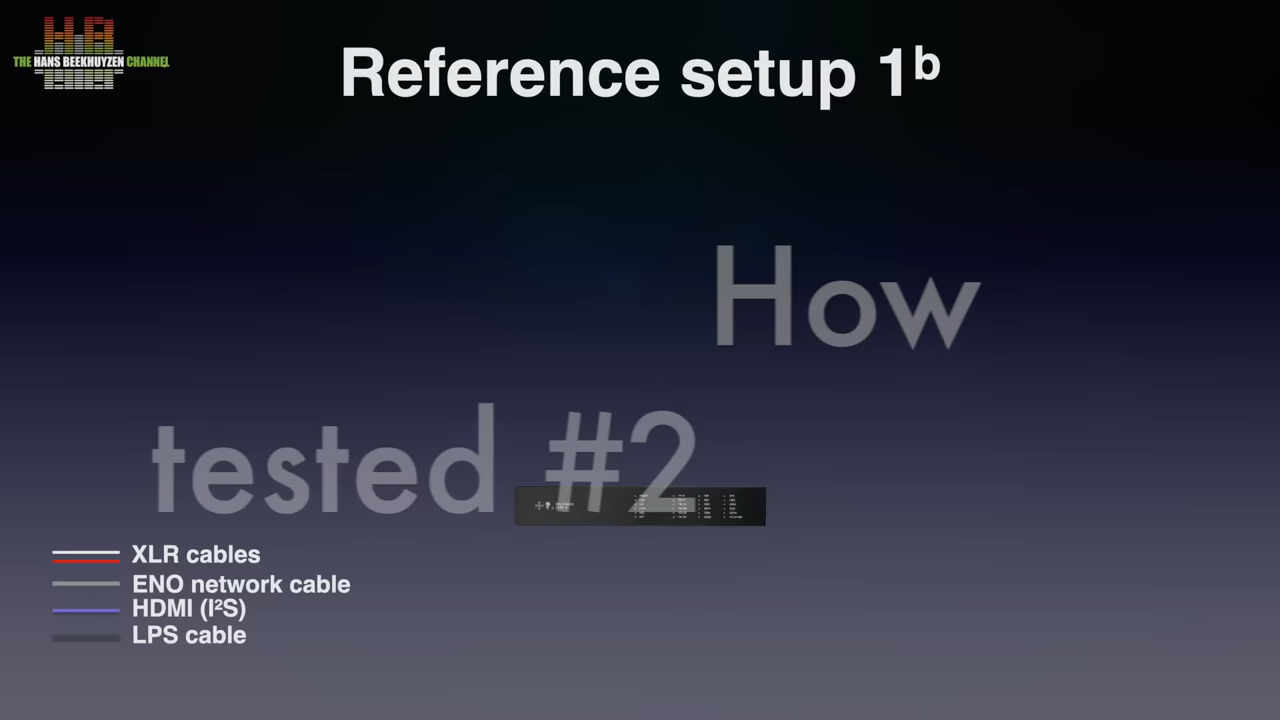 THE HANS BEEKHUYZEN CHANNEL
Reference setup 1ᵇ
How
tested #2
XLR cables
ENO network cable
HDMI (I²S)
LPS cable